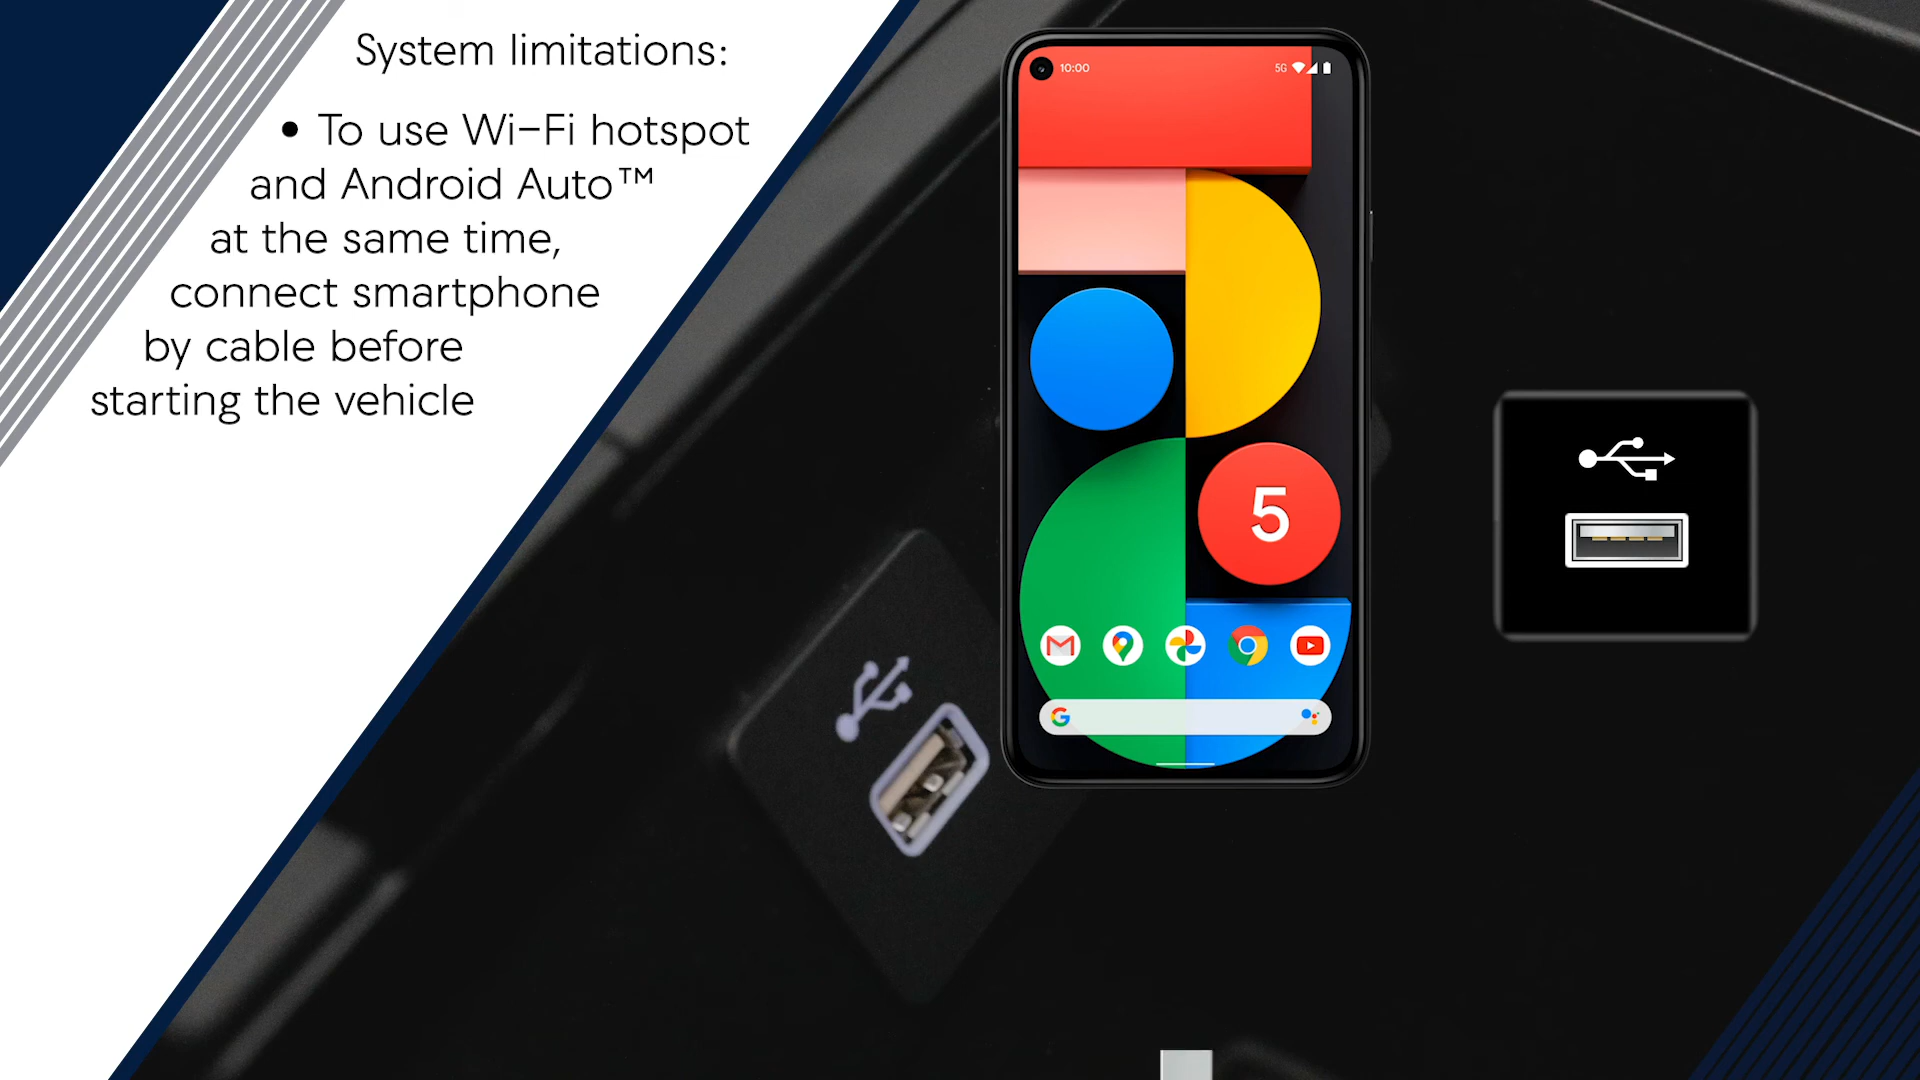 System limitations:
• To use Wi-Fi hotspot
and Android Auto™
at the same time,
connect smartphone
by cable before
starting the vehicle
10:00
5G
5